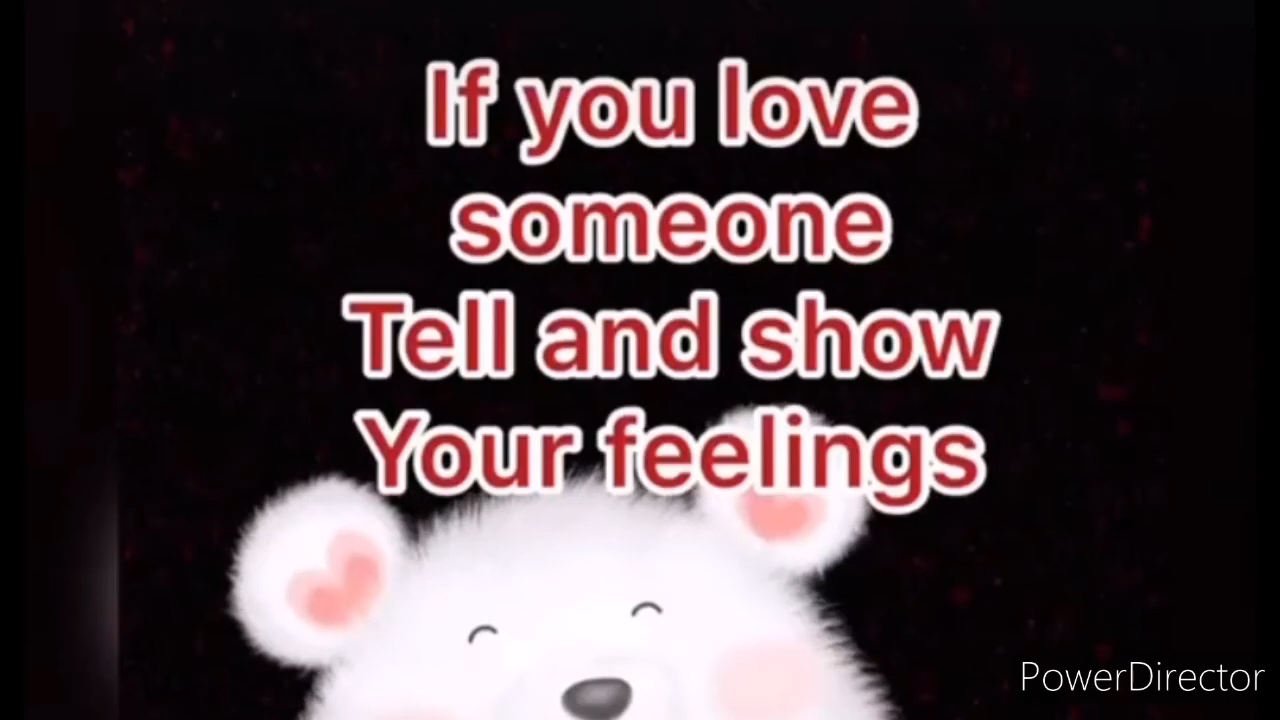 If you love
someone
Tell and show
Your feelings
PowerDirector